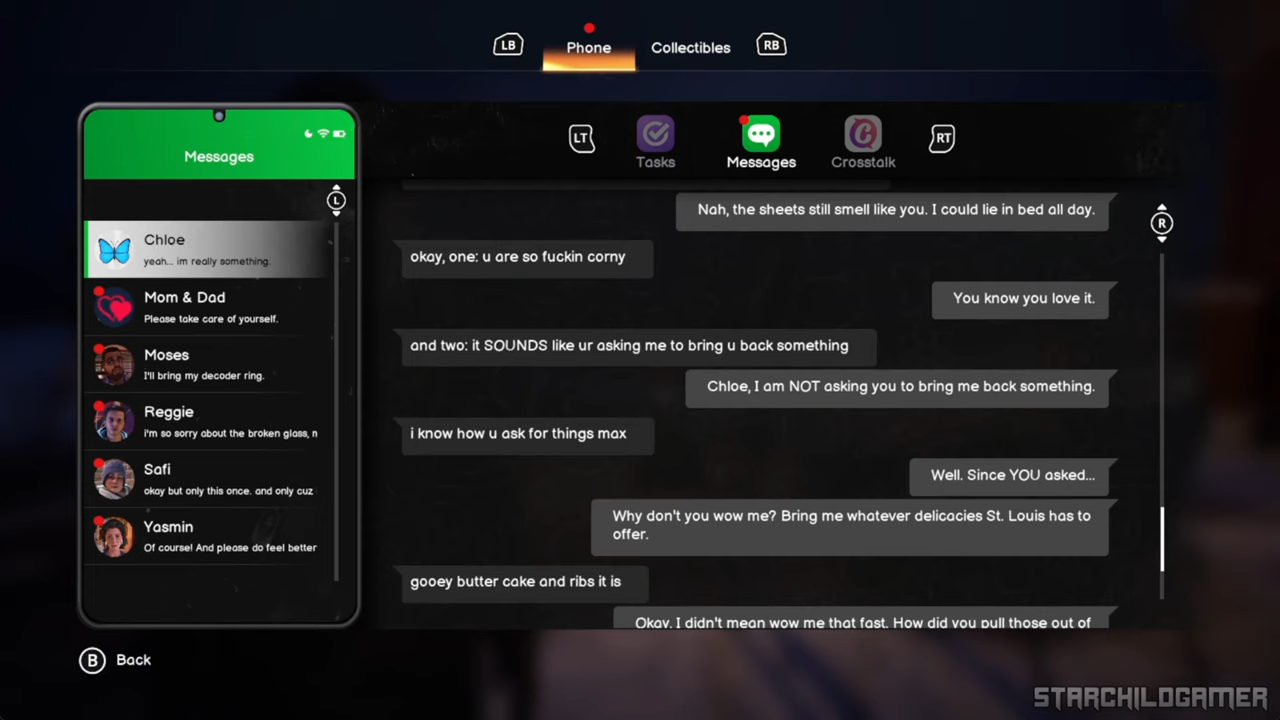 LB
Phone
Collectibles
RB
Messages
L
Chloe
yeah... im really something.
Mom & Dad
Please take care of yourself.
Moses
I'll bring my decoder ring.
Reggie
i'm so sorry about the broken glass, n
Safi
okay but only this once. and only cuz
Yasmin
Of course! And please do feel better
LT
Tasks
Messages
Crosstalk
RT
R
Nah, the sheets still smell like you. I could lie in bed all day.
okay, one: u are so fuckin corny
You know you love it.
and two: it SOUNDS like ur asking me to bring u back something
Chloe, I am NOT asking you to bring me back something.
i know how u ask for things max
Well. Since YOU asked...
Why don't you wow me? Bring me whatever delicacies St. Louis has to
offer.
gooey butter cake and ribs it is
Okay, I didn't mean wow me that fast. How did you pull those out of
B
Back
STARCHILDGAMER